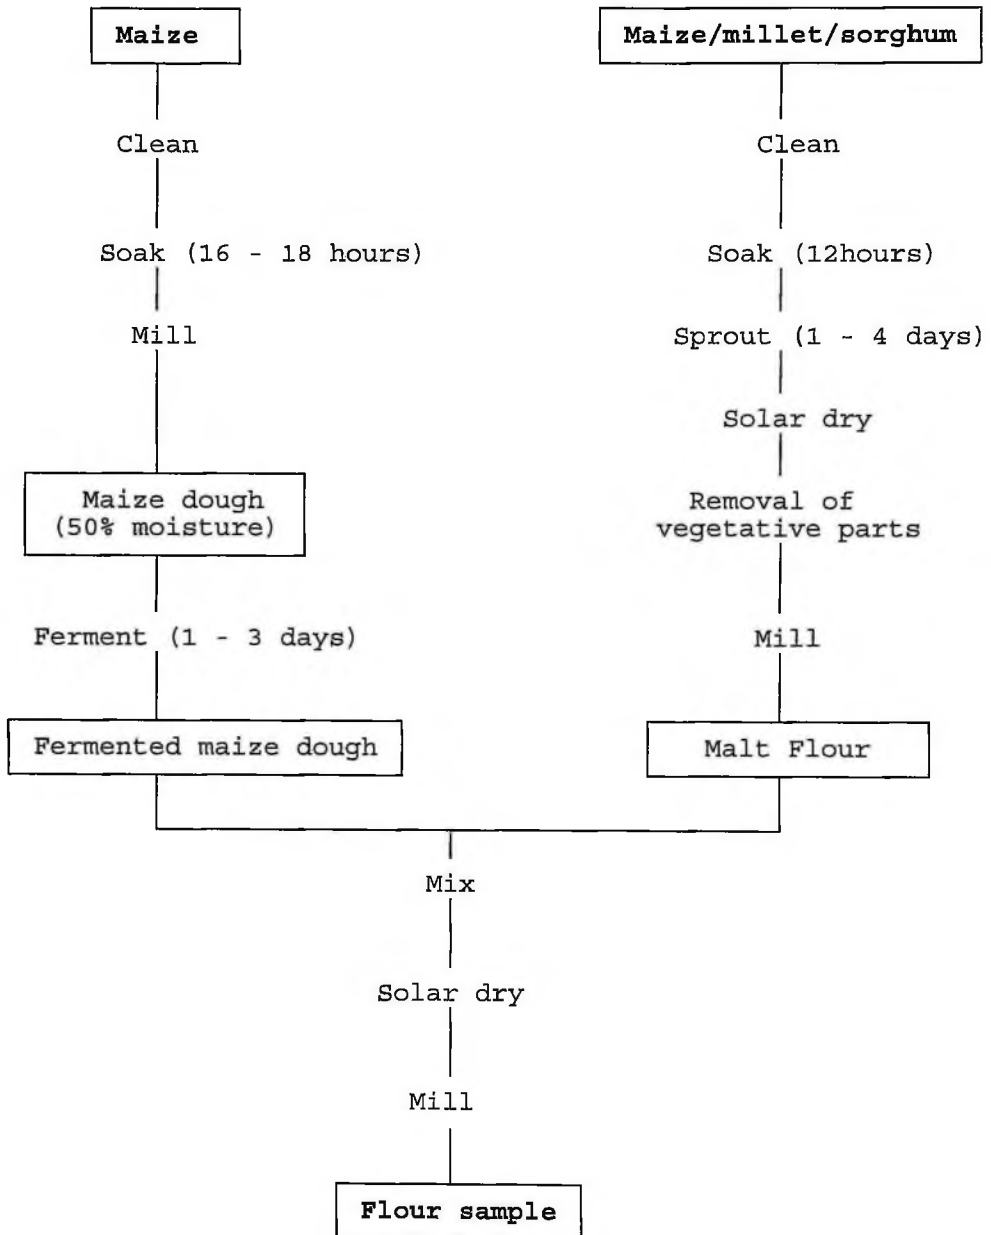 Maize
Clean
Soak (16 - 18 hours)
Mill
Maize dough
(50% moisture)
Ferment (1 - 3 days)
Fermented maize dough
Maize/millet/sorghum
Clean
Soak (12hours)
Sprout (1 - 4 days)
Solar dry
Removal of
vegetative parts
Mill
Malt Flour
Mix
Solar dry
Mill
Flour sample